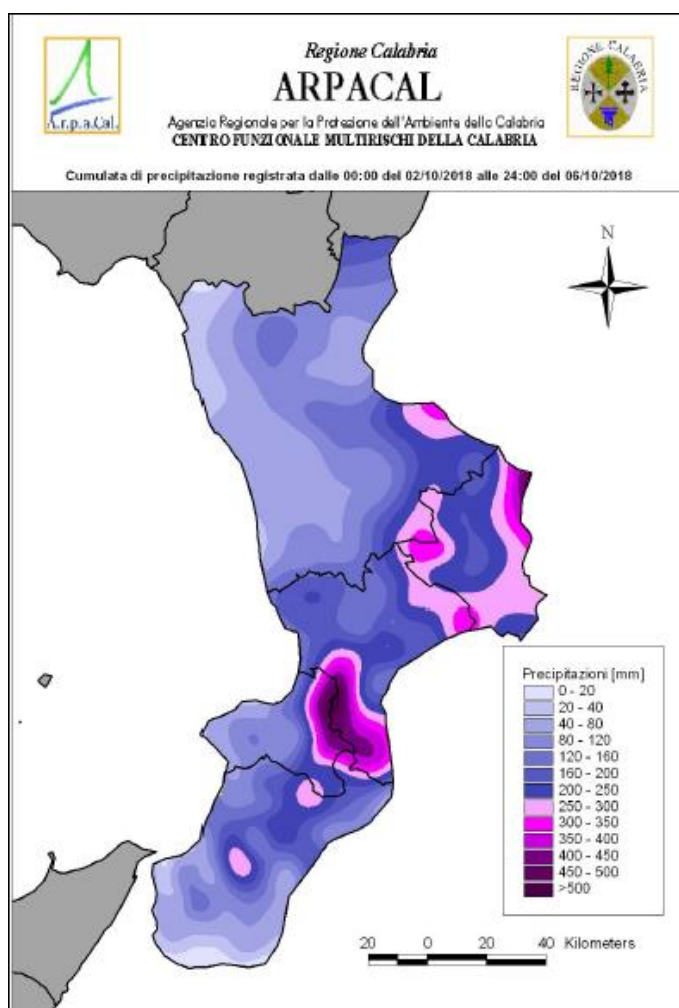 Regione Calabria
ARPACAL
Agenzia Regionale per la Protezione dell'Ambiente della Calabria
CENTRO FUNZIONALE MULTIRISCHI DELLA CALABRIA
A.r.p.a.Cal.
REGIONE CALABRIA
Cumulata di precipitazione registrata dalle 00:00 del 02/10/2018 alle 24:00 del 06/10/2018
N
Precipitazioni [mm]
0 - 20
20 - 40
40 - 80
80 - 120
120 - 160
160 - 200
200 - 250
250 - 300
300 - 350
350 - 400
400 - 450
450 - 500
>500
20 0 20 40 Kilometers